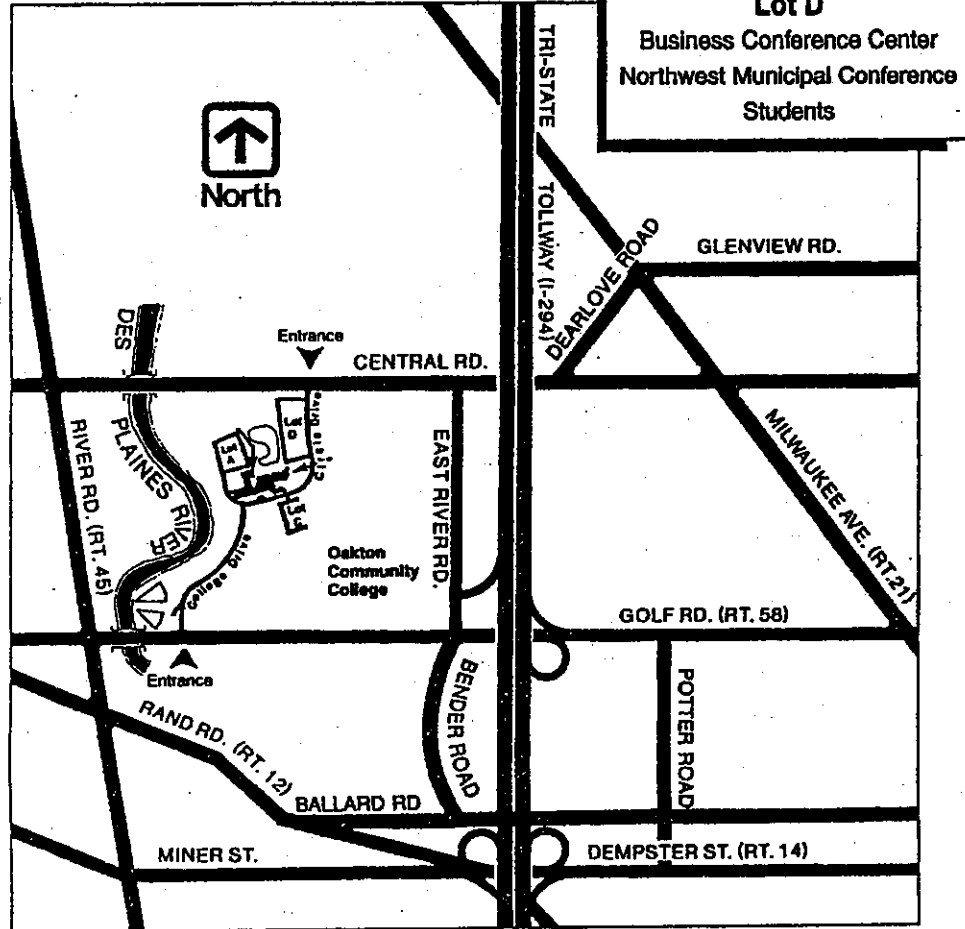 Lot D
Business Conference Center
Northwest Municipal Conference
Students
TRI-STATE TOLLWAY (I-294)
North
DEARLOVE ROAD
GLENVIEW RD.
Entrance
CENTRAL RD.
DES PLAINES RIVER
RIVER RD. (RT. 45)
College Drive
EAST RIVER RD.
MILWAUKEE AVE. (RT.21)
Oakton
Community
College
College Drive
GOLF RD. (RT. 58)
Entrance
BENDER ROAD
POTTER ROAD
RAND RD. (RT. 12)
BALLARD RD
MINER ST.
DEMPSTER ST. (RT. 14)